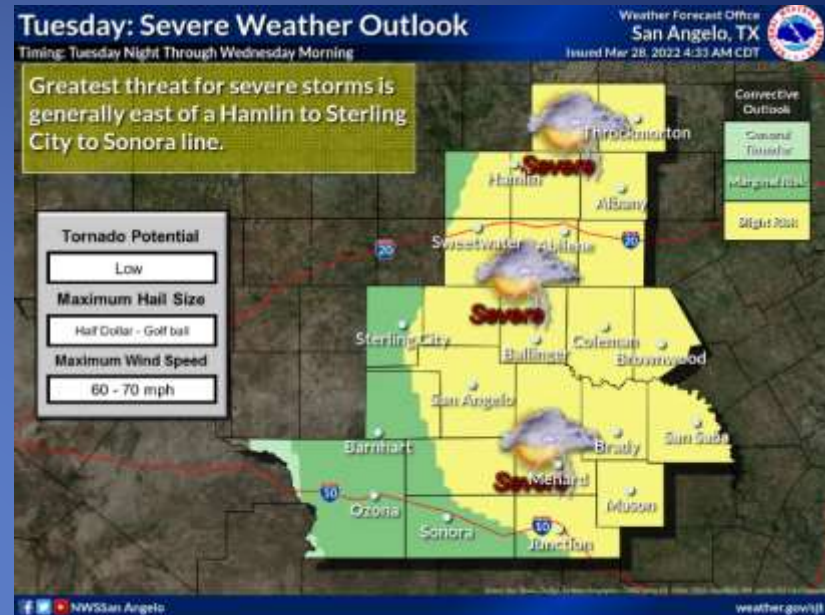 Tuesday: Severe Weather Outlook
Timing: Tuesday Night Through Wednesday Morning
Weather Forecast Office
San Angelo, TX
Issued Mar 28, 2022 4:33 AM CDT
Greatest threat for severe storms is
generally east of a Hamlin to Sterling
City to Sonora line.
Convective
Outlook
General
Thunder
Marginal Risk
Slight Risk
Tornado Potential
Low
Maximum Hail Size
Half Dollar - Golf ball
Maximum Wind Speed
60 - 70 mph
Throckmorton
Severe
Hamlin
Albany
20
Sweetwater
Abilene
20
Severe
Sterling City
Ballinger
Coleman
Brownwood
San Angelo
Barnhart
Brady
San Saba
Severe
Menard
10
Ozona
Mason
Sonora
10
Junction
NWSSan Angelo
weather.gov/sjt